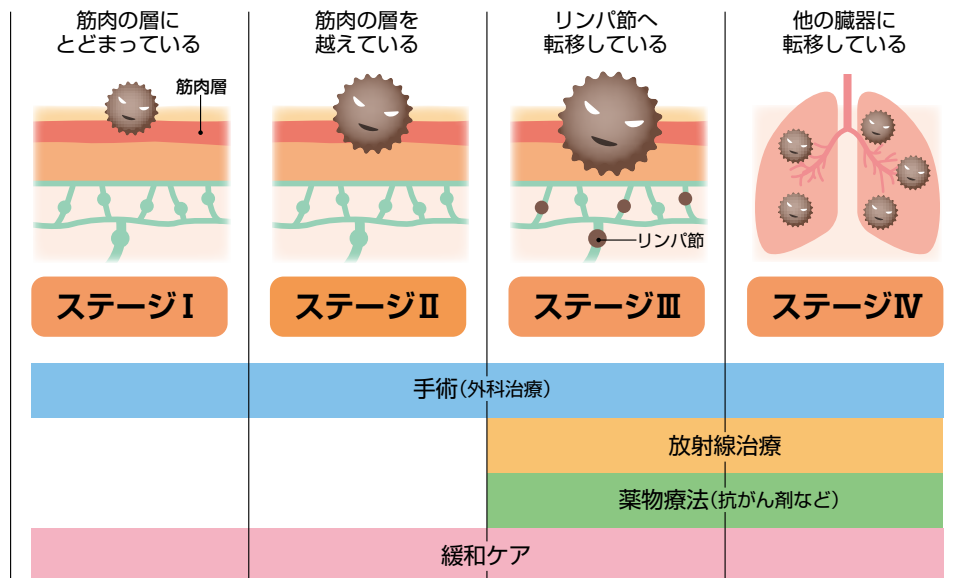 筋肉の層に
とどまっている
筋肉の層を
越えている
リンパ節へ
転移している
他の臓器に
転移している
筋肉層
リンパ節
ステージⅠ
ステージⅡ
ステージⅢ
ステージⅣ
手術(外科治療)
放射線治療
薬物療法(抗がん剤など)
緩和ケア